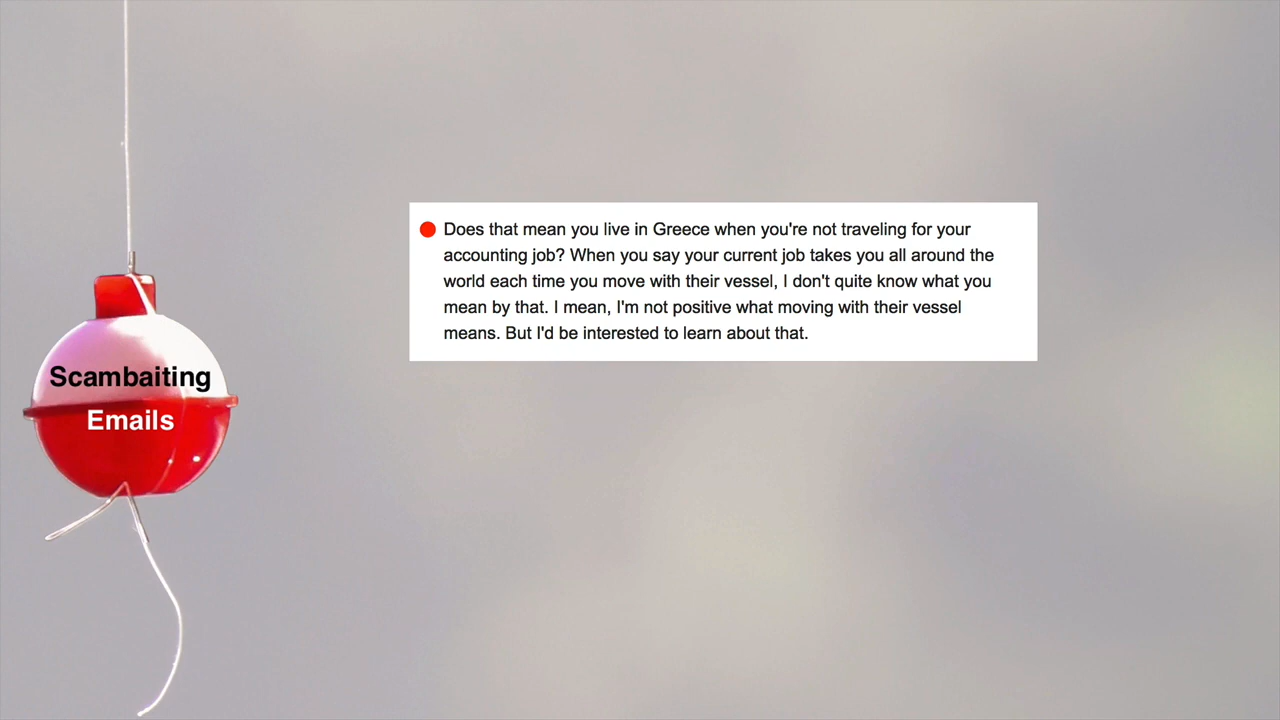 Scambaiting
Emails
Does that mean you live in Greece when you're not traveling for your
accounting job? When you say your current job takes you all around the
world each time you move with their vessel, I don't quite know what you
mean by that. I mean, I'm not positive what moving with their vessel
means. But I'd be interested to learn about that.